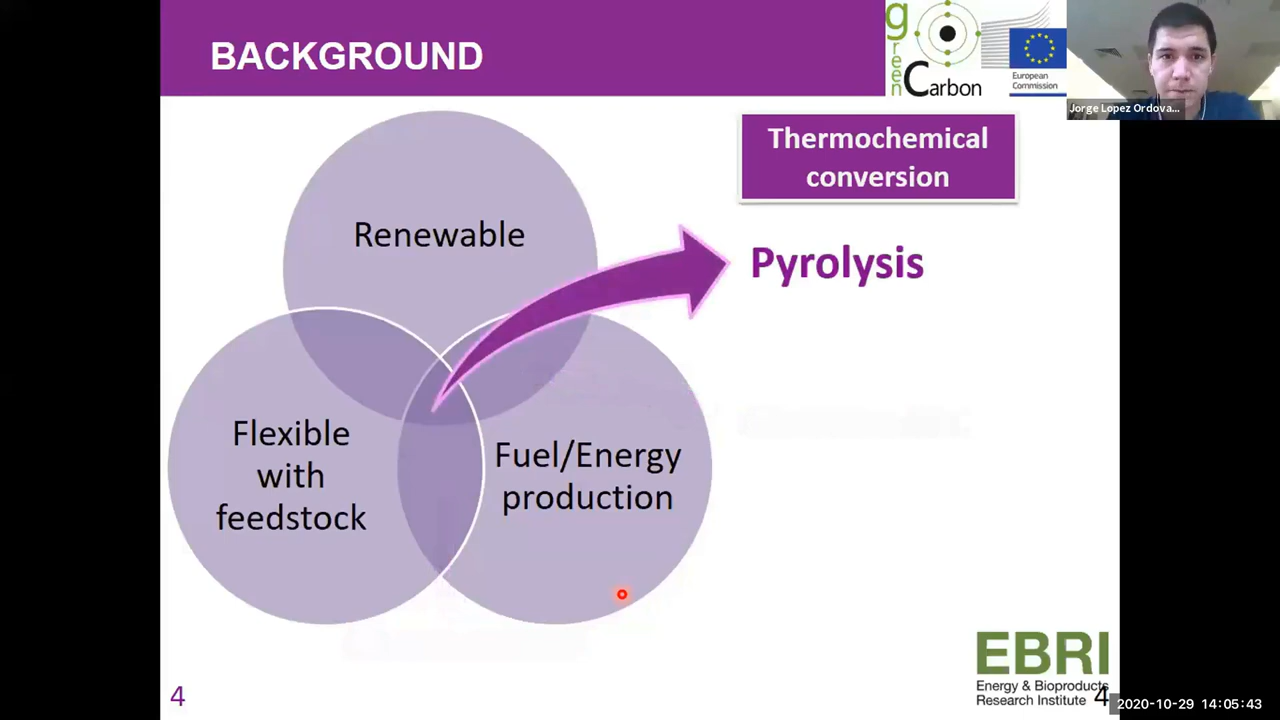 BACKGROUND
green
Carbon
European
Commission
Jorge Lopez Ordova...
Thermochemical
conversion
Renewable
Pyrolysis
Flexible
with
feedstock
Fuel/Energy
production
EBRI
Energy & Bioproducts
Research Institute
4
4
2020-10-29 14:05:43